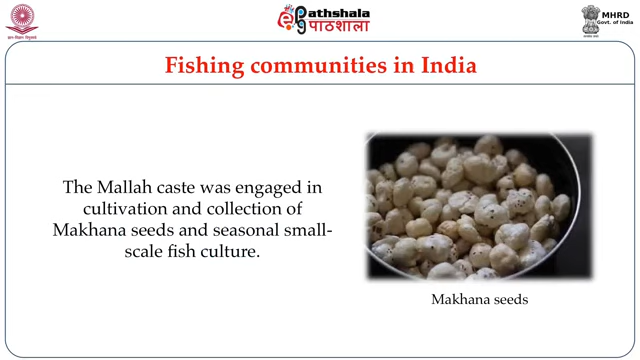 Pathshala
पाठशाला
MHRD
Govt. of India
Fishing communities in India
The Mallah caste was engaged in
cultivation and collection of
Makhana seeds and seasonal small-
scale fish culture.
Makhana seeds